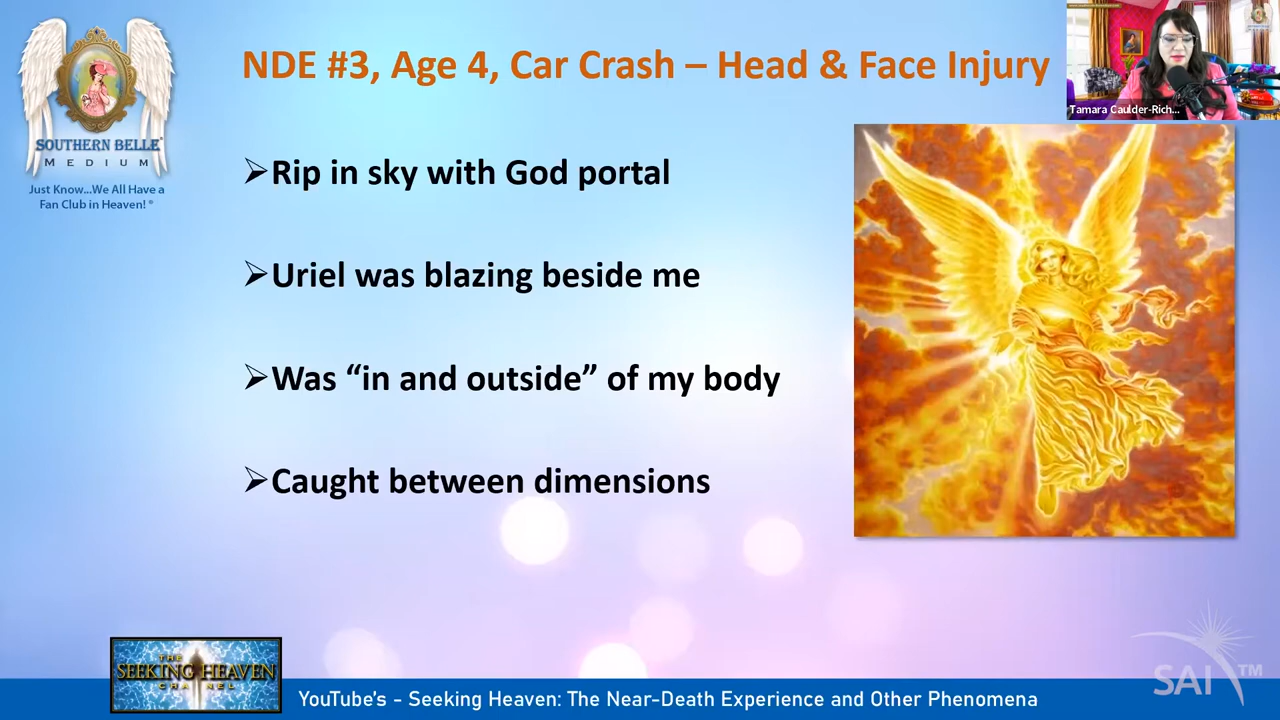 NDE #3, Age 4, Car Crash – Head & Face Injury
Tamara Caulder-Rich...
SOUTHERN BELLE®
MEDIUM
Just Know...We All Have a
Fan Club in Heaven! ®
➢Rip in sky with God portal
➢Uriel was blazing beside me
➢Was “in and outside” of my body
➢Caught between dimensions
THE
SEEKING HEAVEN
CHANNEL
YouTube's - Seeking Heaven: The Near-Death Experience and Other Phenomena
SAI™